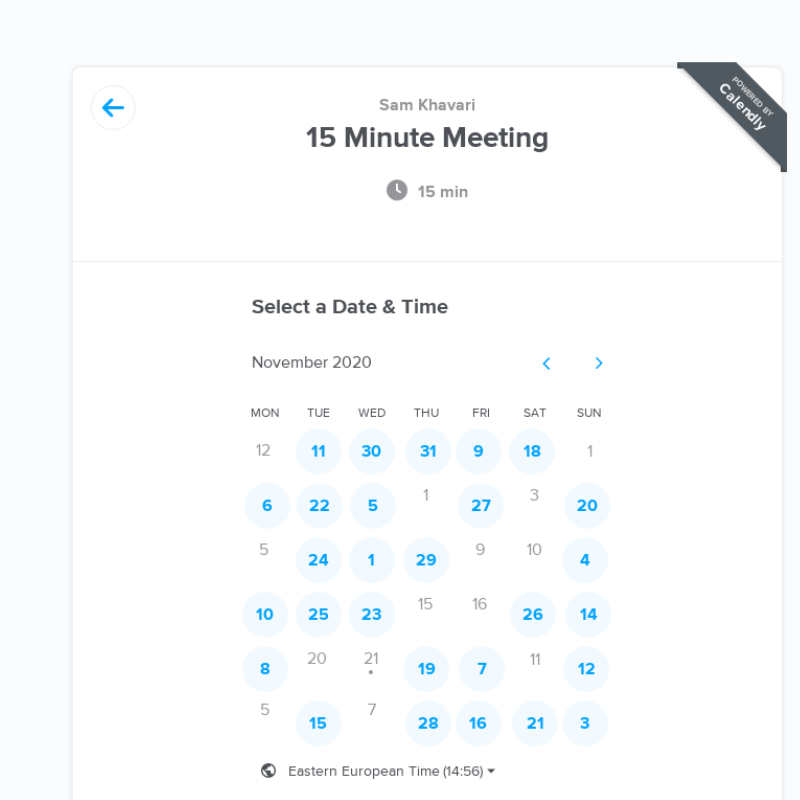 POWERED BY
Calendly
Sam Khavari
15 Minute Meeting
15 min
Select a Date & Time
November 2020
MON TUE WED THU FRI SAT SUN
12 11 30 31 9 18 1
6 22 5 1 27 3 20
5 24 1 29 9 10 4
10 25 23 15 16 26 14
8 20 21 19 7 11 12
5 15 7 28 16 21 3
Eastern European Time (14:56)